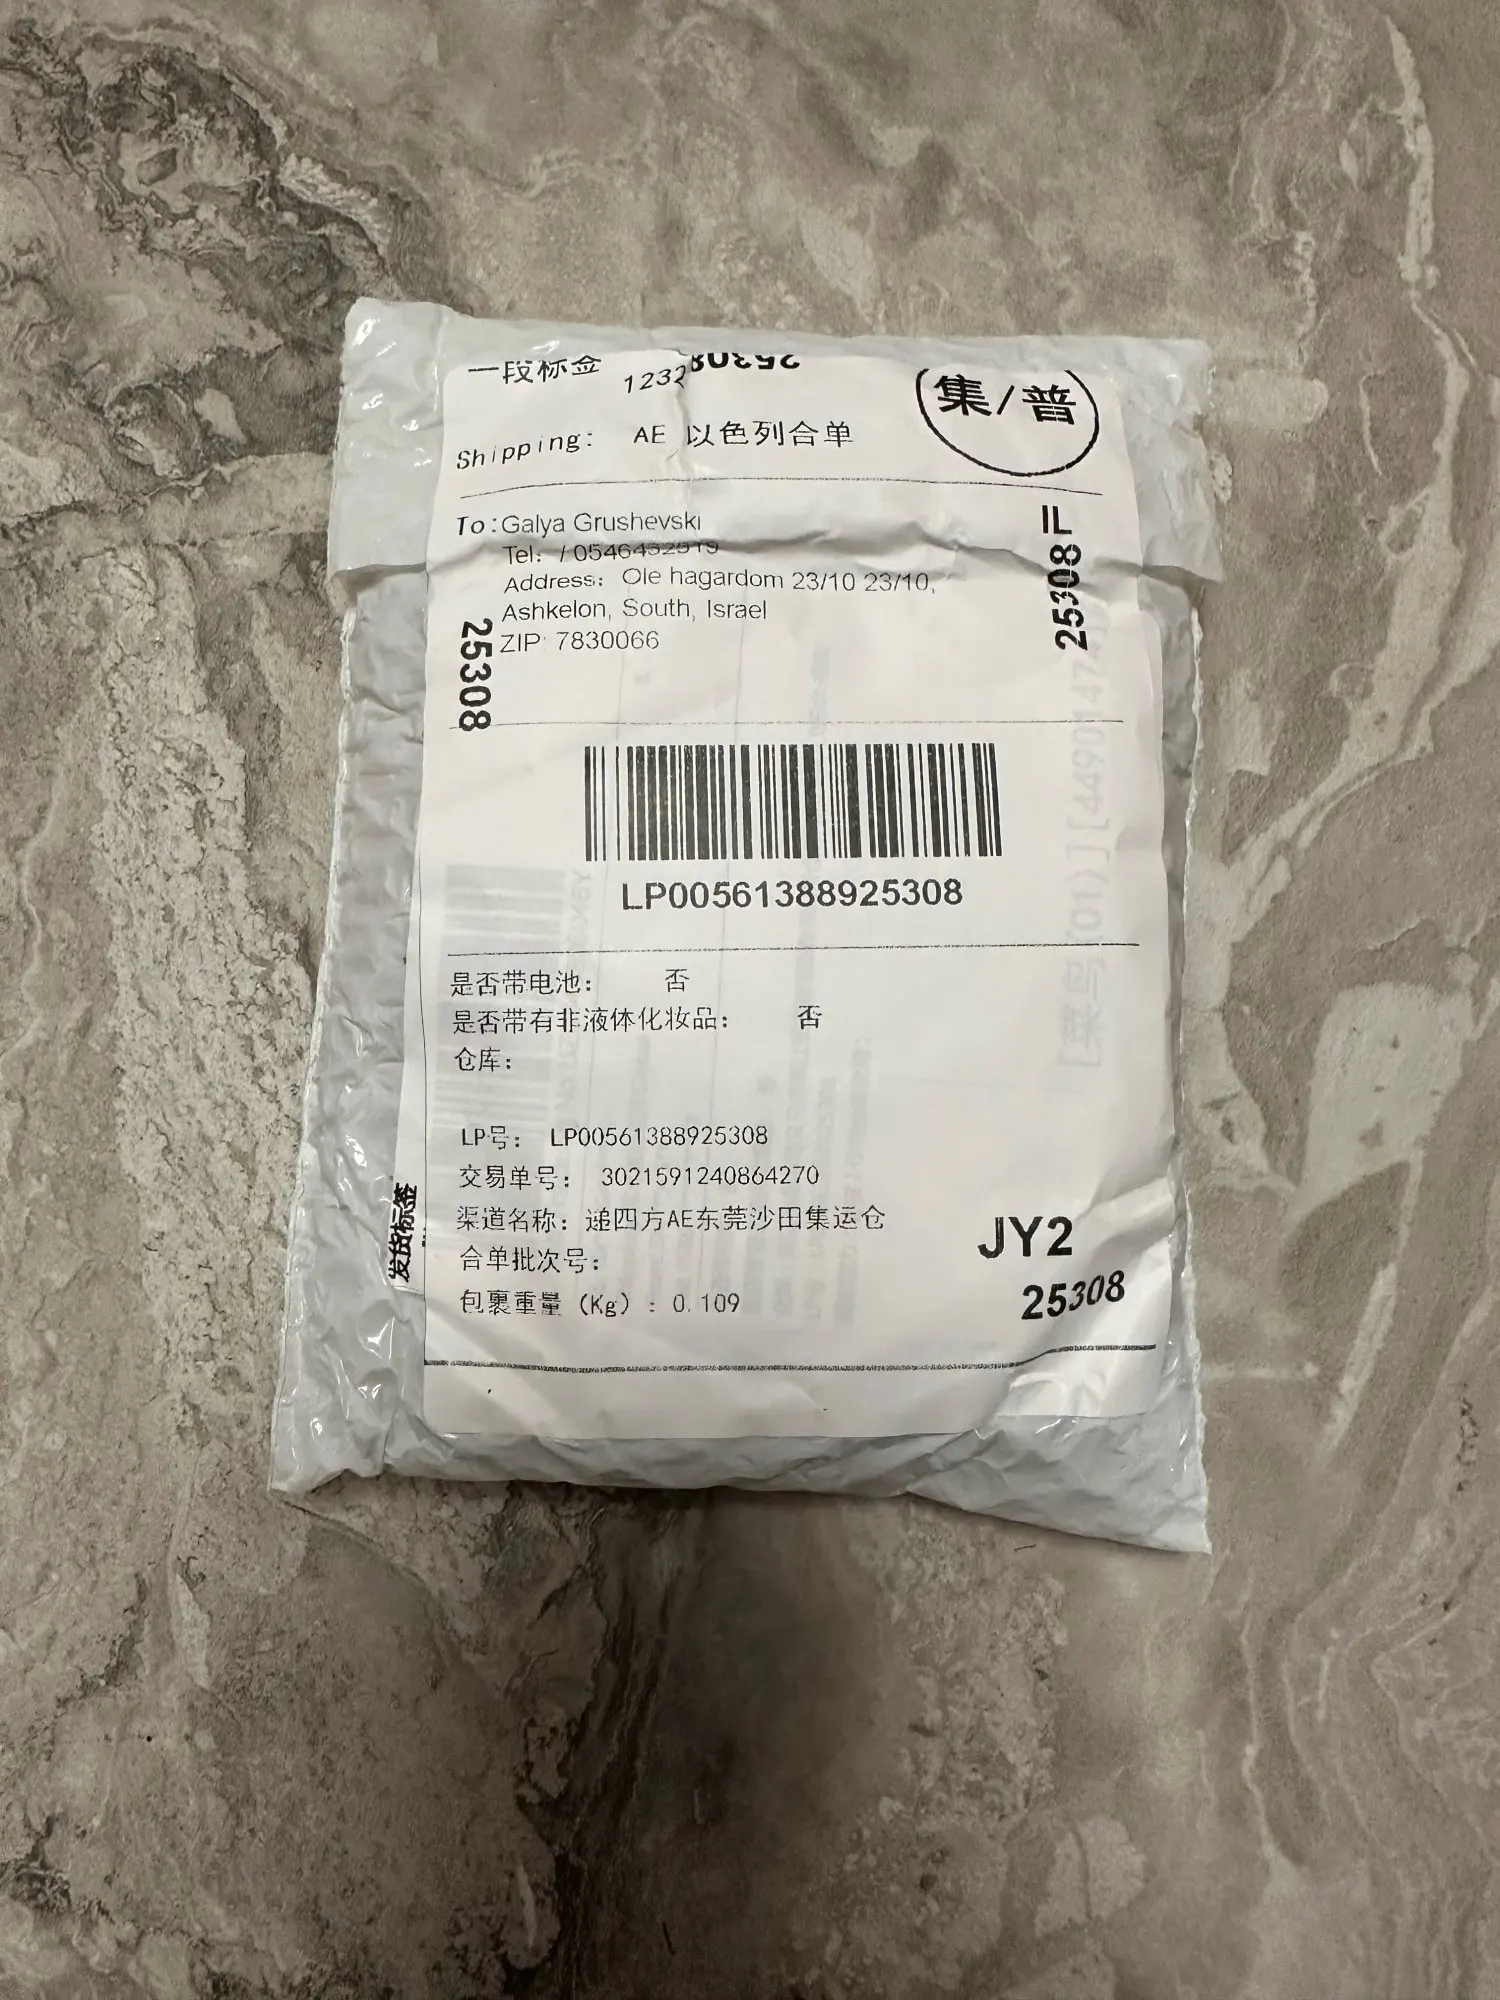 一段标签 1232 25308
集/普
Shipping: AE 以色列合单
To:Galya Grushevski
Tel: /
Address: Ole hagardom 23/10 23/10,
Ashkelon, South, Israel
ZIP: 7830066
25308
IL
25308
LP00561388925308
是否带电池: 否
是否带有非液体化妆品: 否
仓库:
LP号: LP00561388925308
交易单号: 3021591240864270
渠道名称: 递四方AE东莞沙田集运仓
合单批次号:
包裹重量 (Kg) : 0.109
JY2
25308
发货标签